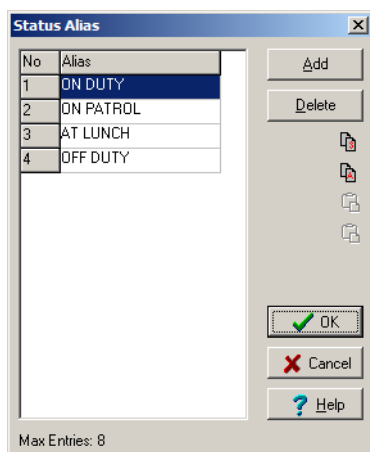 Status Alias
No Alias
1 ON DUTY
2 ON PATROL
3 AT LUNCH
4 OFF DUTY
Add
Delete
OK
Cancel
Help
Max Entries: 8